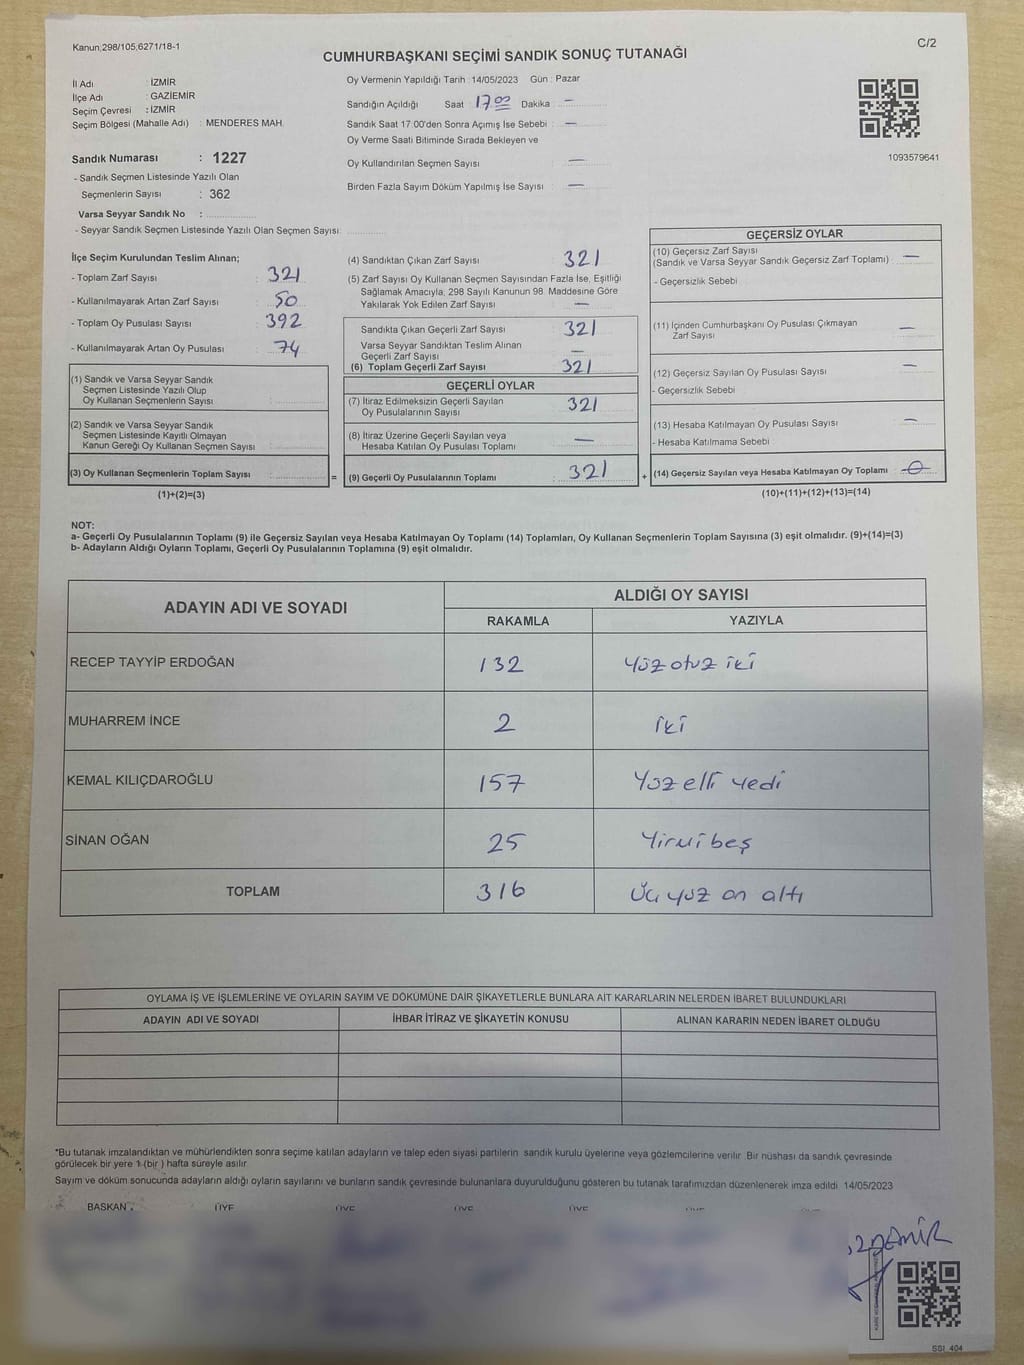 Kanun;298/105;6271/18-1
C/2
CUMHURBAŞKANI SEÇİMİ SANDIK SONUÇ TUTANAĞI
İl Adı : İZMİR
İlçe Adı : GAZİEMİR
Seçim Çevresi : İZMİR
Seçim Bölgesi (Mahalle Adı) : MENDERES MAH.
Sandık Numarası : 1227
- Sandık Seçmen Listesinde Yazılı Olan
Seçmenlerin Sayısı : 362
Varsa Seyyar Sandık No :
- Seyyar Sandık Seçmen Listesinde Yazılı Olan Seçmen Sayısı:
Oy Vermenin Yapıldığı Tarih : 14/05/2023 Gün : Pazar
Sandığın Açıldığı Saat : 17 00 Dakika : —
Sandık Saat 17:00'den Sonra Açımış İse Sebebi : —
Oy Verme Saati Bitiminde Sırada Bekleyen ve
Oy Kullandırılan Seçmen Sayısı : —
Birden Fazla Sayım Döküm Yapılmış İse Sayısı : —
1093579641
İlçe Seçim Kurulundan Teslim Alınan;
- Toplam Zarf Sayısı : 321
- Kullanılmayarak Artan Zarf Sayısı : 50
- Toplam Oy Pusulası Sayısı : 392
- Kullanılmayarak Artan Oy Pusulası : 74
(1) Sandık ve Varsa Seyyar Sandık
Seçmen Listesinde Yazılı Olup
Oy Kullanan Seçmenlerin Sayısı :
(2) Sandık ve Varsa Seyyar Sandık
Seçmen Listesinde Kayıtlı Olmayan
Kanun Gereği Oy Kullanan Seçmen Sayısı :
(3) Oy Kullanan Seçmenlerin Toplam Sayısı :
(1)+(2)=(3)
=
(4) Sandıktan Çıkan Zarf Sayısı : 321
(5) Zarf Sayısı Oy Kullanan Seçmen Sayısından Fazla İse, Eşitliği
Sağlamak Amacıyla, 298 Sayılı Kanunun 98. Maddesine Göre
Yakılarak Yok Edilen Zarf Sayısı : —
Sandıkta Çıkan Geçerli Zarf Sayısı : 321
Varsa Seyyar Sandıktan Teslim Alınan
Geçerli Zarf Sayısı : —
(6) Toplam Geçerli Zarf Sayısı : 321
GEÇERLİ OYLAR
(7) İtiraz Edilmeksizin Geçerli Sayılan
Oy Pusulalarının Sayısı : 321
(8) İtiraz Üzerine Geçerli Sayılan veya
Hesaba Katılan Oy Pusulası Toplamı : —
(9) Geçerli Oy Pusulalarının Toplamı : 321
+
GEÇERSİZ OYLAR
(10) Geçersiz Zarf Sayısı
(Sandık ve Varsa Seyyar Sandık Geçersiz Zarf Toplamı) : —
- Geçersizlik Sebebi :
(11) İçinden Cumhurbaşkanı Oy Pusulası Çıkmayan
Zarf Sayısı : —
(12) Geçersiz Sayılan Oy Pusulası Sayısı : —
- Geçersizlik Sebebi :
(13) Hesaba Katılmayan Oy Pusulası Sayısı : —
- Hesaba Katılmama Sebebi :
(14) Geçersiz Sayılan veya Hesaba Katılmayan Oy Toplamı : 0
(10)+(11)+(12)+(13)=(14)
NOT:
a- Geçerli Oy Pusulalarının Toplamı (9) ile Geçersiz Sayılan veya Hesaba Katılmayan Oy Toplamı (14) Toplamları, Oy Kullanan Seçmenlerin Toplam Sayısına (3) eşit olmalıdır. (9)+(14)=(3)
b- Adayların Aldığı Oyların Toplamı, Geçerli Oy Pusulalarının Toplamına (9) eşit olmalıdır.
ADAYIN ADI VE SOYADI
ALDIĞI OY SAYISI
RAKAMLA YAZIYLA
RECEP TAYYİP ERDOĞAN 132 Yüz otuz iki
MUHARREM İNCE 2 iki
KEMAL KILIÇDAROĞLU 157 Yüz elli yedi
SİNAN OĞAN 25 Yirmi beş
TOPLAM 316 Üç yüz on altı
OYLAMA İŞ VE İŞLEMLERİNE VE OYLARIN SAYIM VE DÖKÜMÜNE DAİR ŞİKAYETLERLE BUNLARA AİT KARARLARIN NELERDEN İBARET BULUNDUKLARI
ADAYIN ADI VE SOYADI İHBAR İTİRAZ VE ŞİKAYETİN KONUSU ALINAN KARARIN NEDEN İBARET OLDUĞU
*Bu tutanak imzalandıktan ve mühürlendikten sonra seçime katılan adayların ve talep eden siyasi partilerin sandık kurulu üyelerine veya gözlemcilerine verilir. Bir nüshası da sandık çevresinde
görülecek bir yere 1 (bir ) hafta süreyle asılır.
Sayım ve döküm sonucunda adayların aldığı oyların sayılarını ve bunların sandık çevresinde bulunanlara duyurulduğunu gösteren bu tutanak tarafımızdan düzenlenerek imza edildi. 14/05/2023
BAŞKAN ÜYE ÜYE ÜYE ÜYE
SSI_404